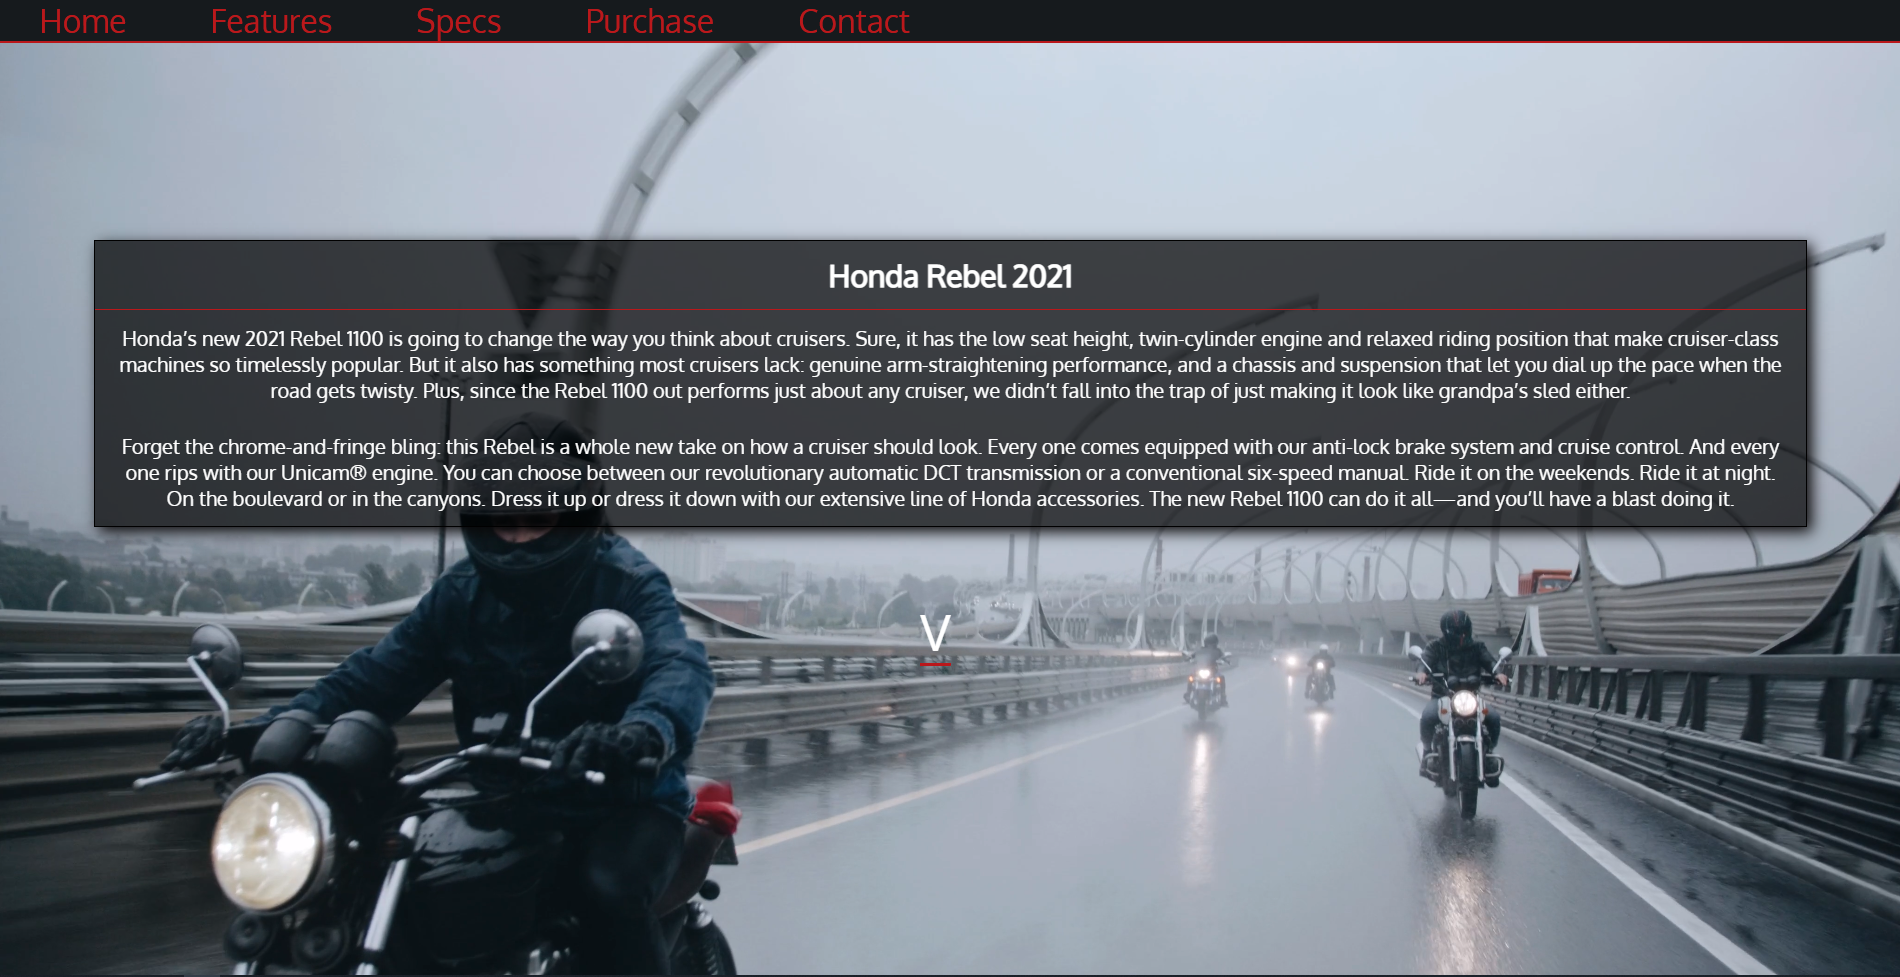 Home Features Specs Purchase Contact
Honda Rebel 2021
Honda’s new 2021 Rebel 1100 is going to change the way you think about cruisers. Sure, it has the low seat height, twin-cylinder engine and relaxed riding position that make cruiser-class
machines so timelessly popular. But it also has something most cruisers lack: genuine arm-straightening performance, and a chassis and suspension that let you dial up the pace when the
road gets twisty. Plus, since the Rebel 1100 out performs just about any cruiser, we didn’t fall into the trap of just making it look like grandpa’s sled either.
Forget the chrome-and-fringe bling: this Rebel is a whole new take on how a cruiser should look. Every one comes equipped with our anti-lock brake system and cruise control. And every
one rips with our Unicam® engine. You can choose between our revolutionary automatic DCT transmission or a conventional six-speed manual. Ride it on the weekends. Ride it at night.
On the boulevard or in the canyons. Dress it up or dress it down with our extensive line of Honda accessories. The new Rebel 1100 can do it all—and you’ll have a blast doing it.
V